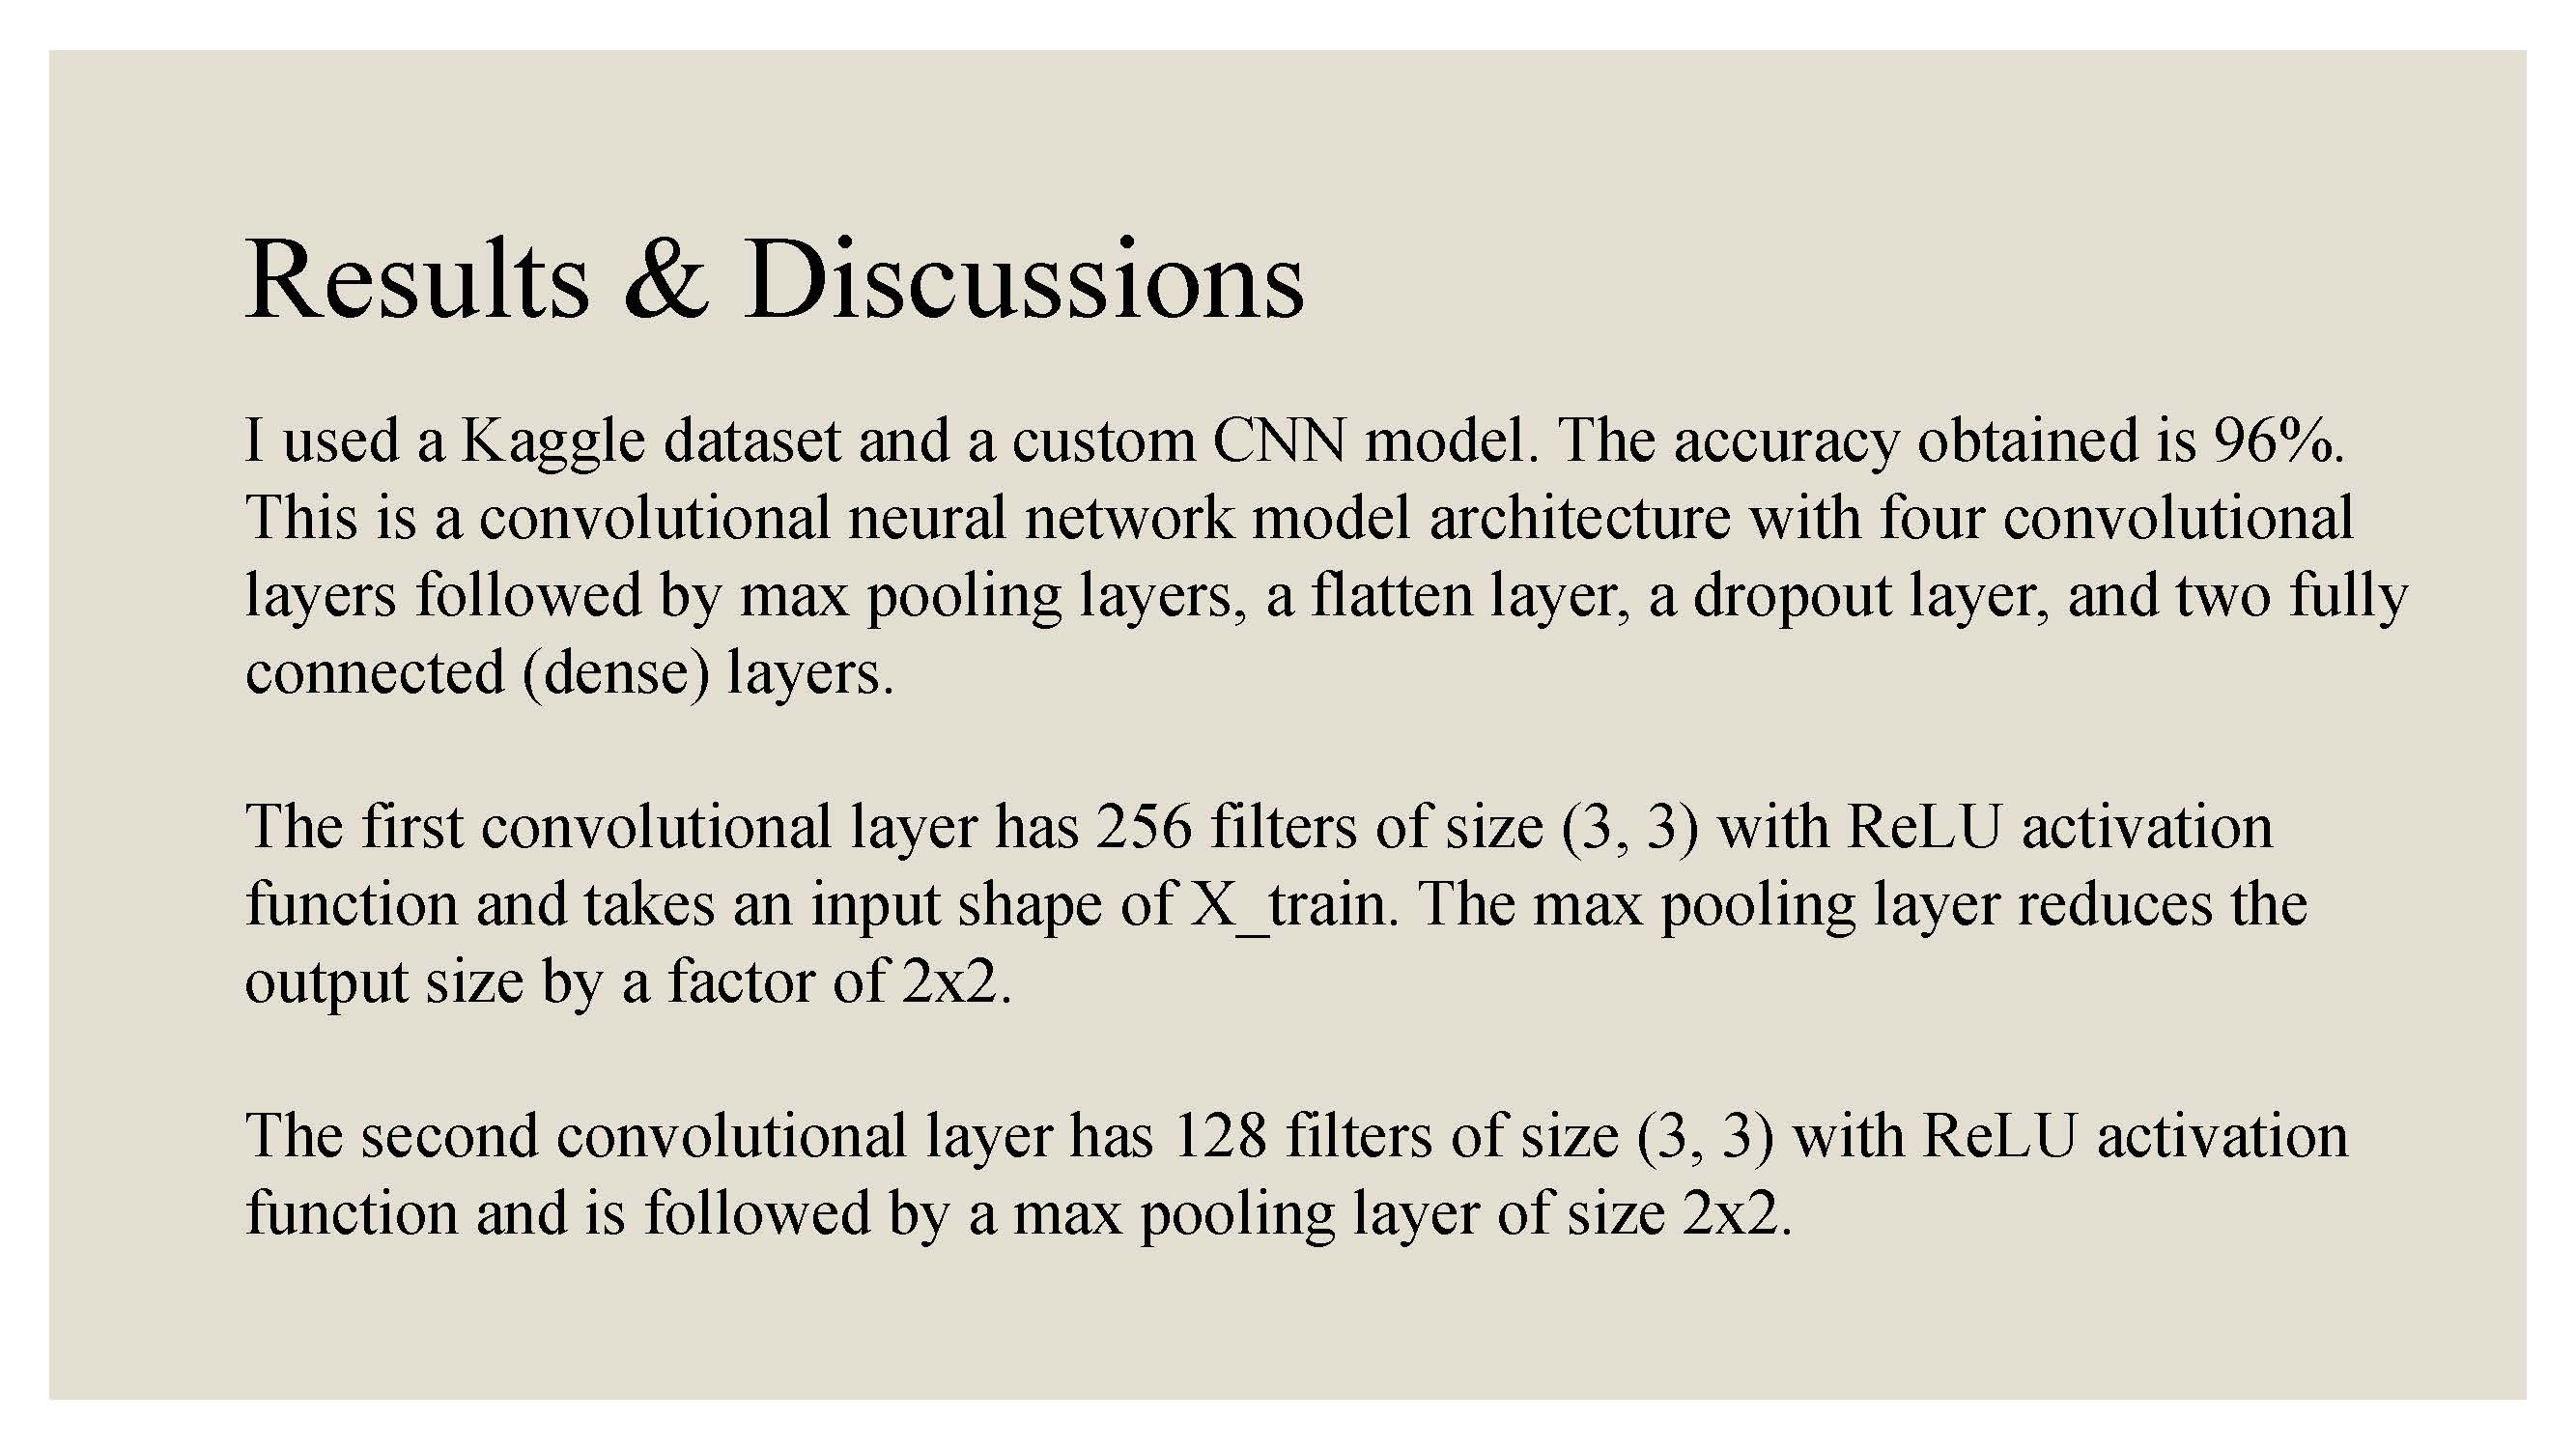 Results & Discussions
I used a Kaggle dataset and a custom CNN model. The accuracy obtained is 96%.
This is a convolutional neural network model architecture with four convolutional
layers followed by max pooling layers, a flatten layer, a dropout layer, and two fully
connected (dense) layers.
The first convolutional layer has 256 filters of size (3, 3) with ReLU activation
function and takes an input shape of X_train. The max pooling layer reduces the
output size by a factor of 2x2.
The second convolutional layer has 128 filters of size (3, 3) with ReLU activation
function and is followed by a max pooling layer of size 2x2.